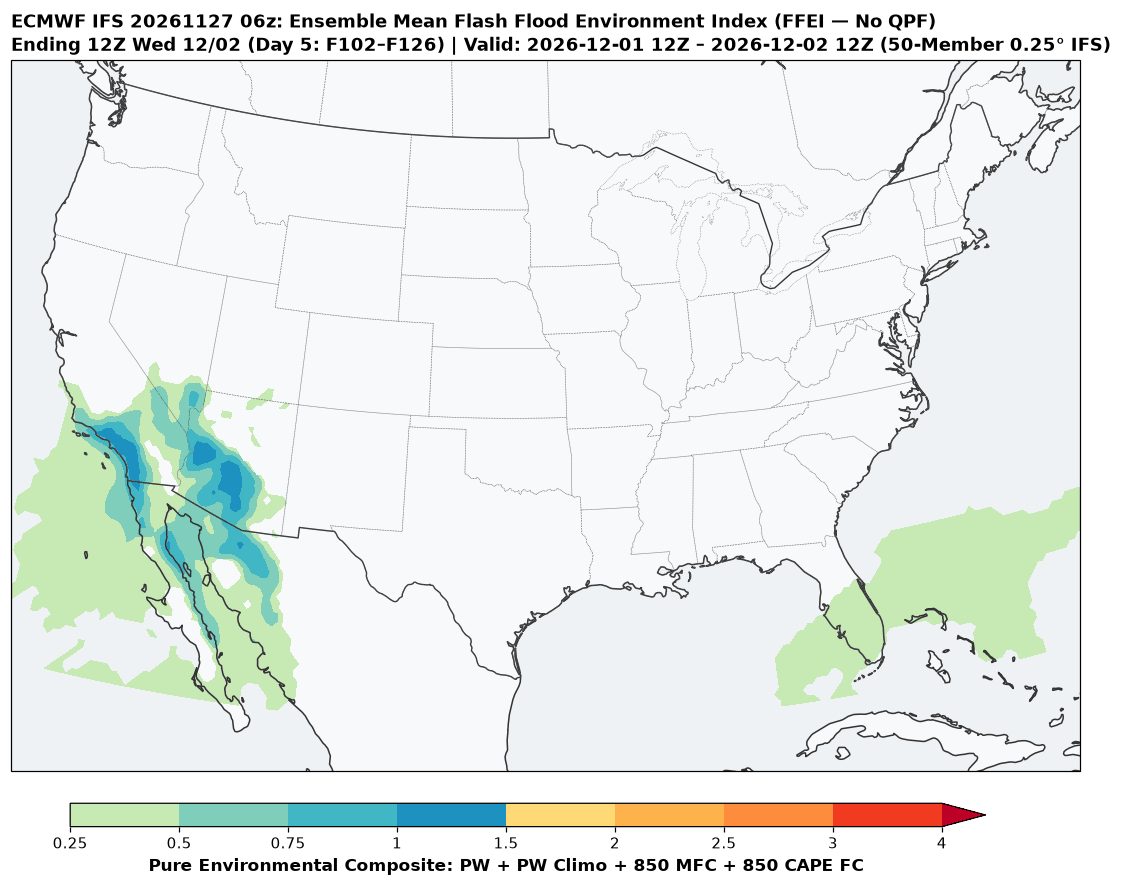 ECMWF IFS 20261127 06z: Ensemble Mean Flash Flood Environment Index (FFEI — No QPF)
Ending 12Z Wed 12/02 (Day 5: F102–F126) | Valid: 2026-12-01 12Z – 2026-12-02 12Z (50-Member 0.25° IFS)
0.25 0.5 0.75 1 1.5 2 2.5 3 4
Pure Environmental Composite: PW + PW Climo + 850 MFC + 850 CAPE FC